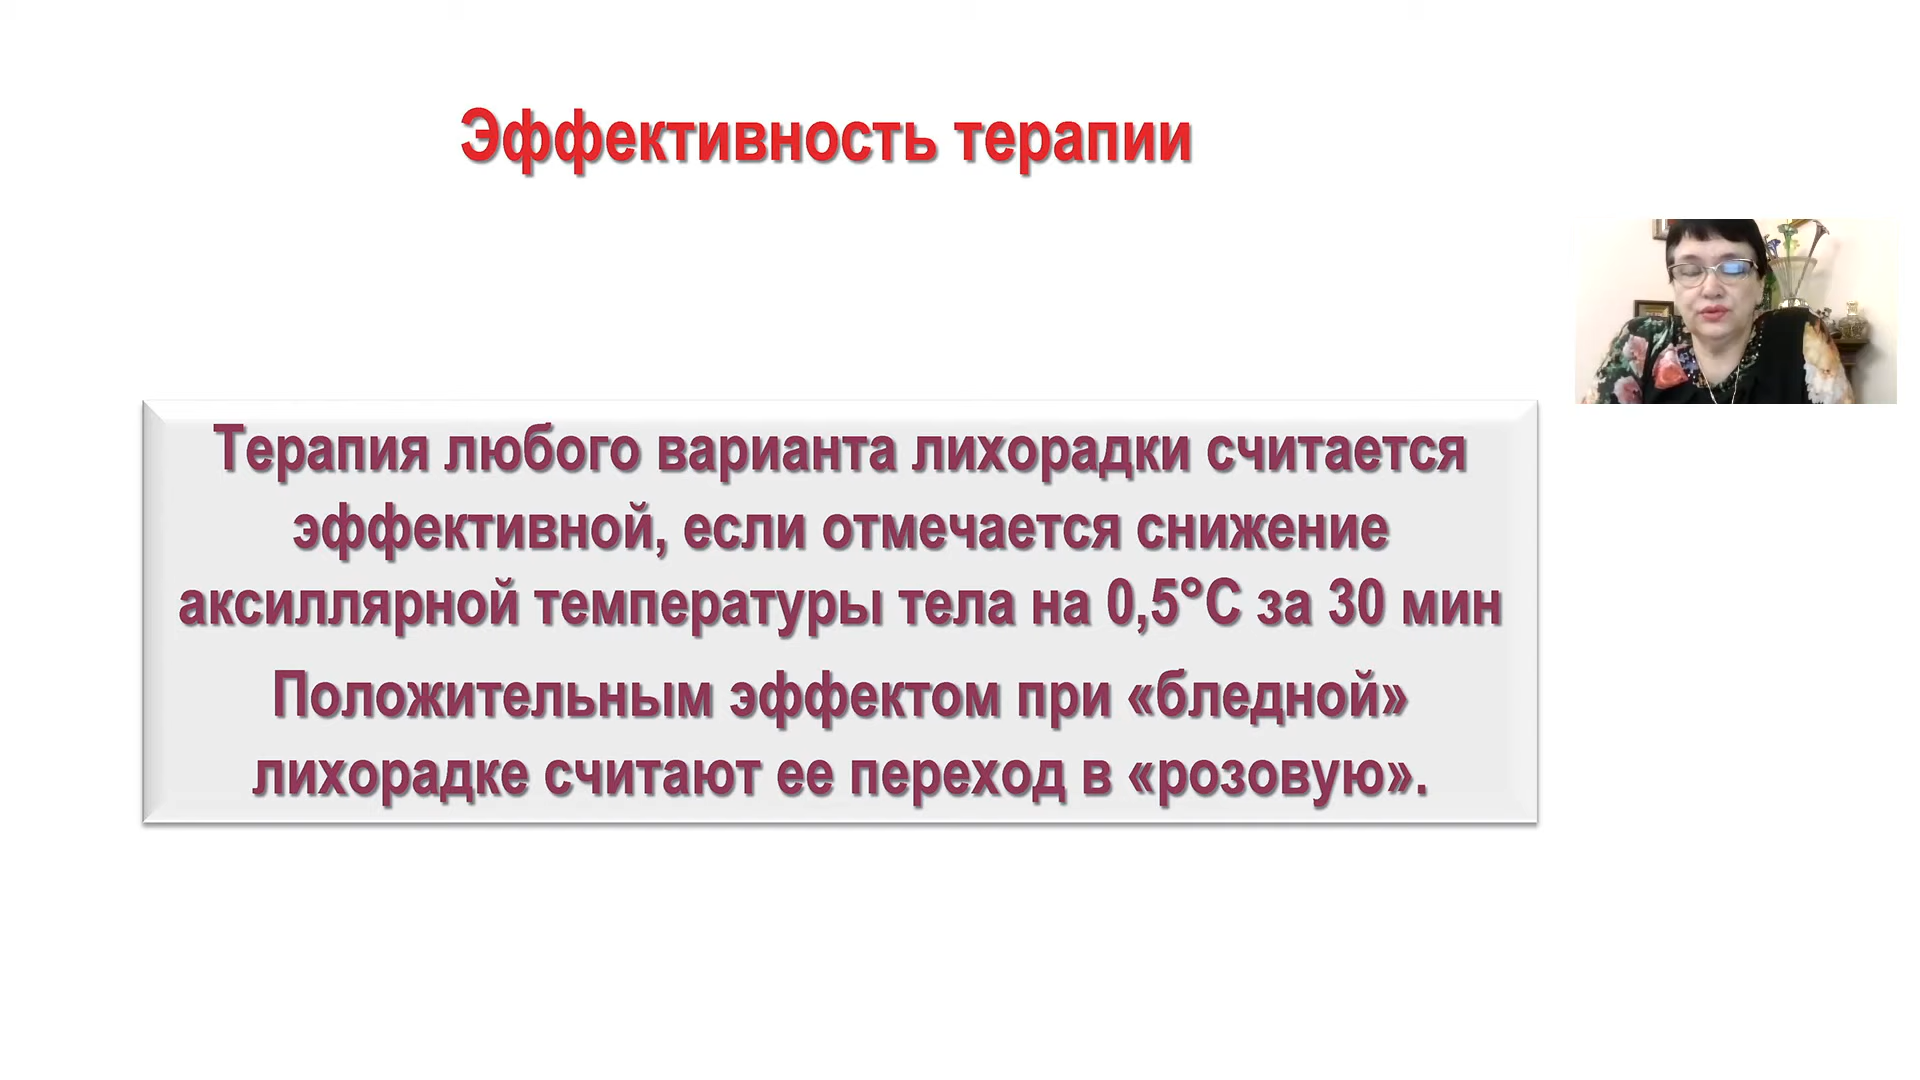 Эффективность терапии
Терапия любого варианта лихорадки считается
эффективной, если отмечается снижение
аксиллярной температуры тела на 0,5°С за 30 мин
Положительным эффектом при «бледной»
лихорадке считают ее переход в «розовую».